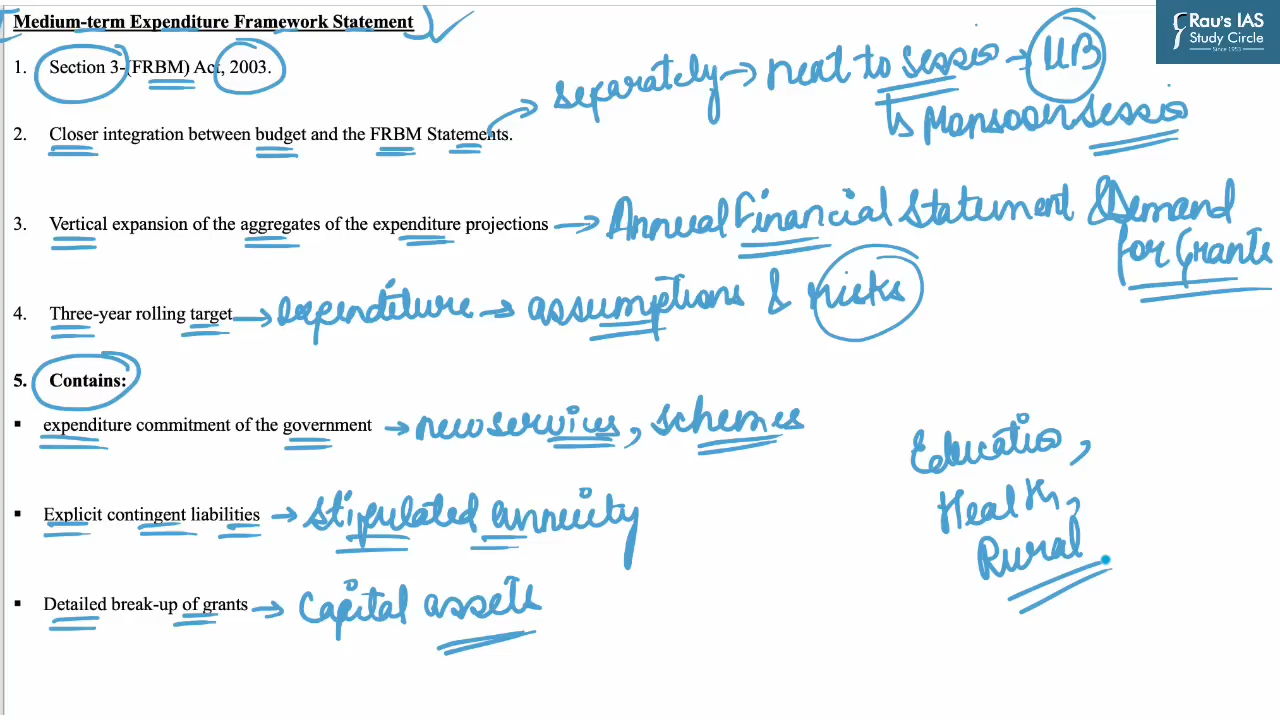 Medium-term Expenditure Framework Statement
Rau's IAS
Study Circle
Since 1953
1. Section 3-(FRBM) Act, 2003.
separately → next to session → UB
↳ Monsoon session
2. Closer integration between budget and the FRBM Statements.
3. Vertical expansion of the aggregates of the expenditure projections → Annual Financial Statement & Demand
for Grants
4. Three-year rolling target → Expenditure → assumptions & risks
5. Contains:
▪ expenditure commitment of the government → new services, schemes
Education,
Health,
Rural
▪ Explicit contingent liabilities → Stipulated annuity
▪ Detailed break-up of grants → Capital assets